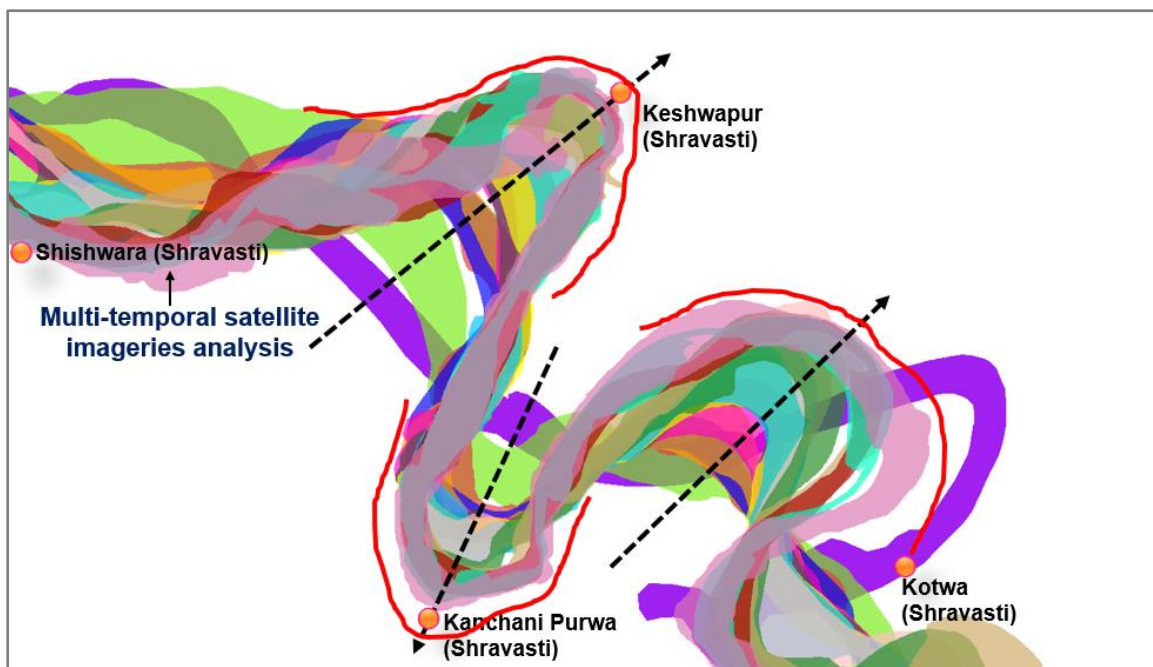 Keshwapur
(Shravasti)
Shishwara (Shravasti)
Multi-temporal satellite
imageries analysis
Kotwa
(Shravasti)
Kanchani Purwa
(Shravasti)